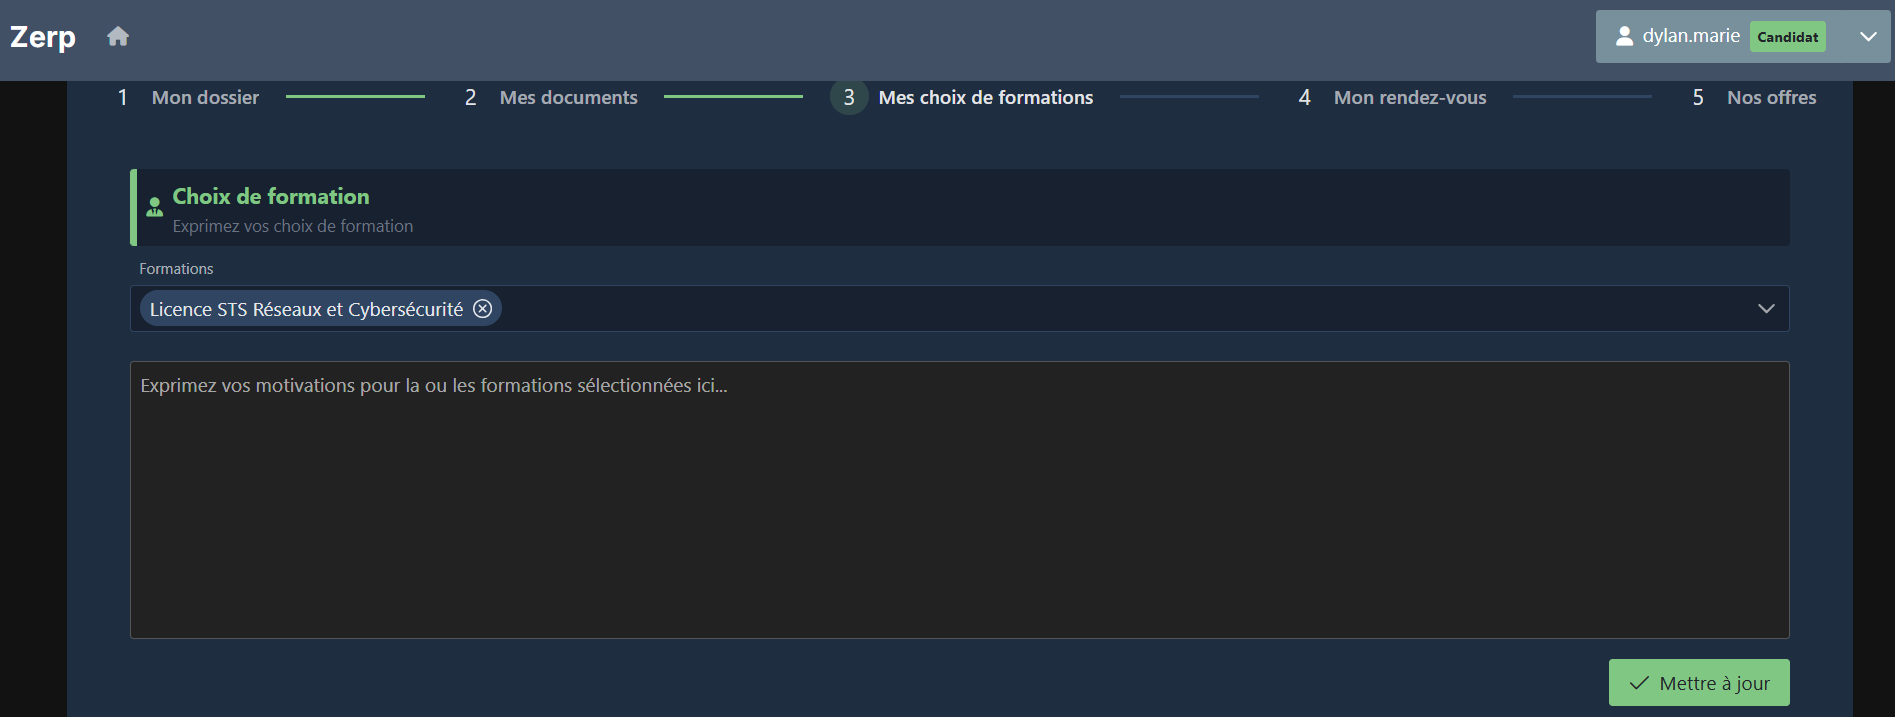 Zerp
dylan.marie Candidat
1 Mon dossier 2 Mes documents 3 Mes choix de formations 4 Mon rendez-vous 5 Nos offres
Choix de formation
Exprimez vos choix de formation
Formations
Licence STS Réseaux et Cybersécurité
Exprimez vos motivations pour la ou les formations sélectionnées ici...
Mettre à jour